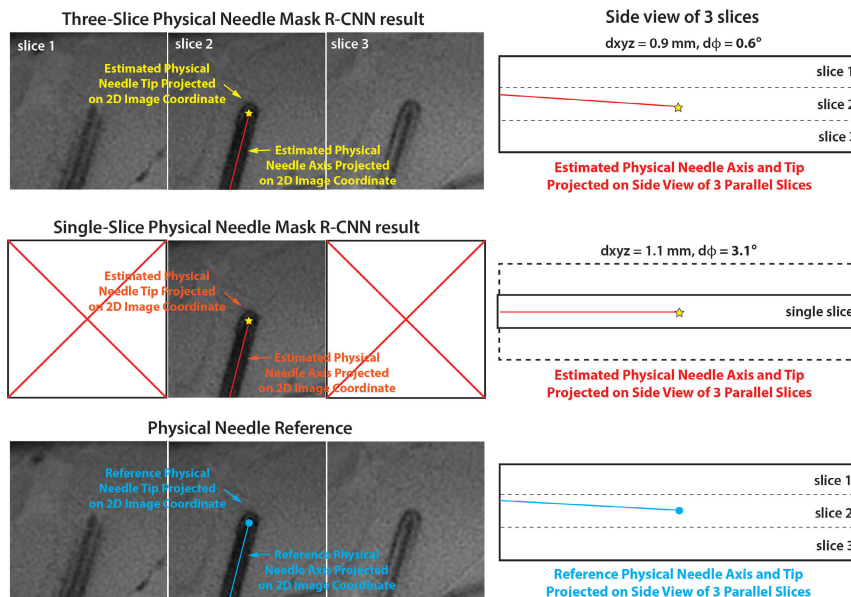 Three-Slice Physical Needle Mask R-CNN result
slice 1
slice 2
slice 3
Estimated Physical
Needle Tip Projected
on 2D Image Coordinate
Estimated Physical
Needle Axis Projected
on 2D Image Coordinate
Side view of 3 slices
dxyz = 0.9 mm, dϕ = 0.6°
slice 1
slice 2
slice 3
Estimated Physical Needle Axis and Tip
Projected on Side View of 3 Parallel Slices
Single-Slice Physical Needle Mask R-CNN result
Estimated Physical
Needle Tip Projected
on 2D Image Coordinate
Estimated Physical
Needle Axis Projected
on 2D Image Coordinate
dxyz = 1.1 mm, dϕ = 3.1°
single slice
Estimated Physical Needle Axis and Tip
Projected on Side View of 3 Parallel Slices
Physical Needle Reference
Reference Physical
Needle Tip Projected
on 2D Image Coordinate
Reference Physical
Needle Axis Projected
on 2D Image Coordinate
slice 1
slice 2
slice 3
Reference Physical Needle Axis and Tip
Projected on Side View of 3 Parallel Slices